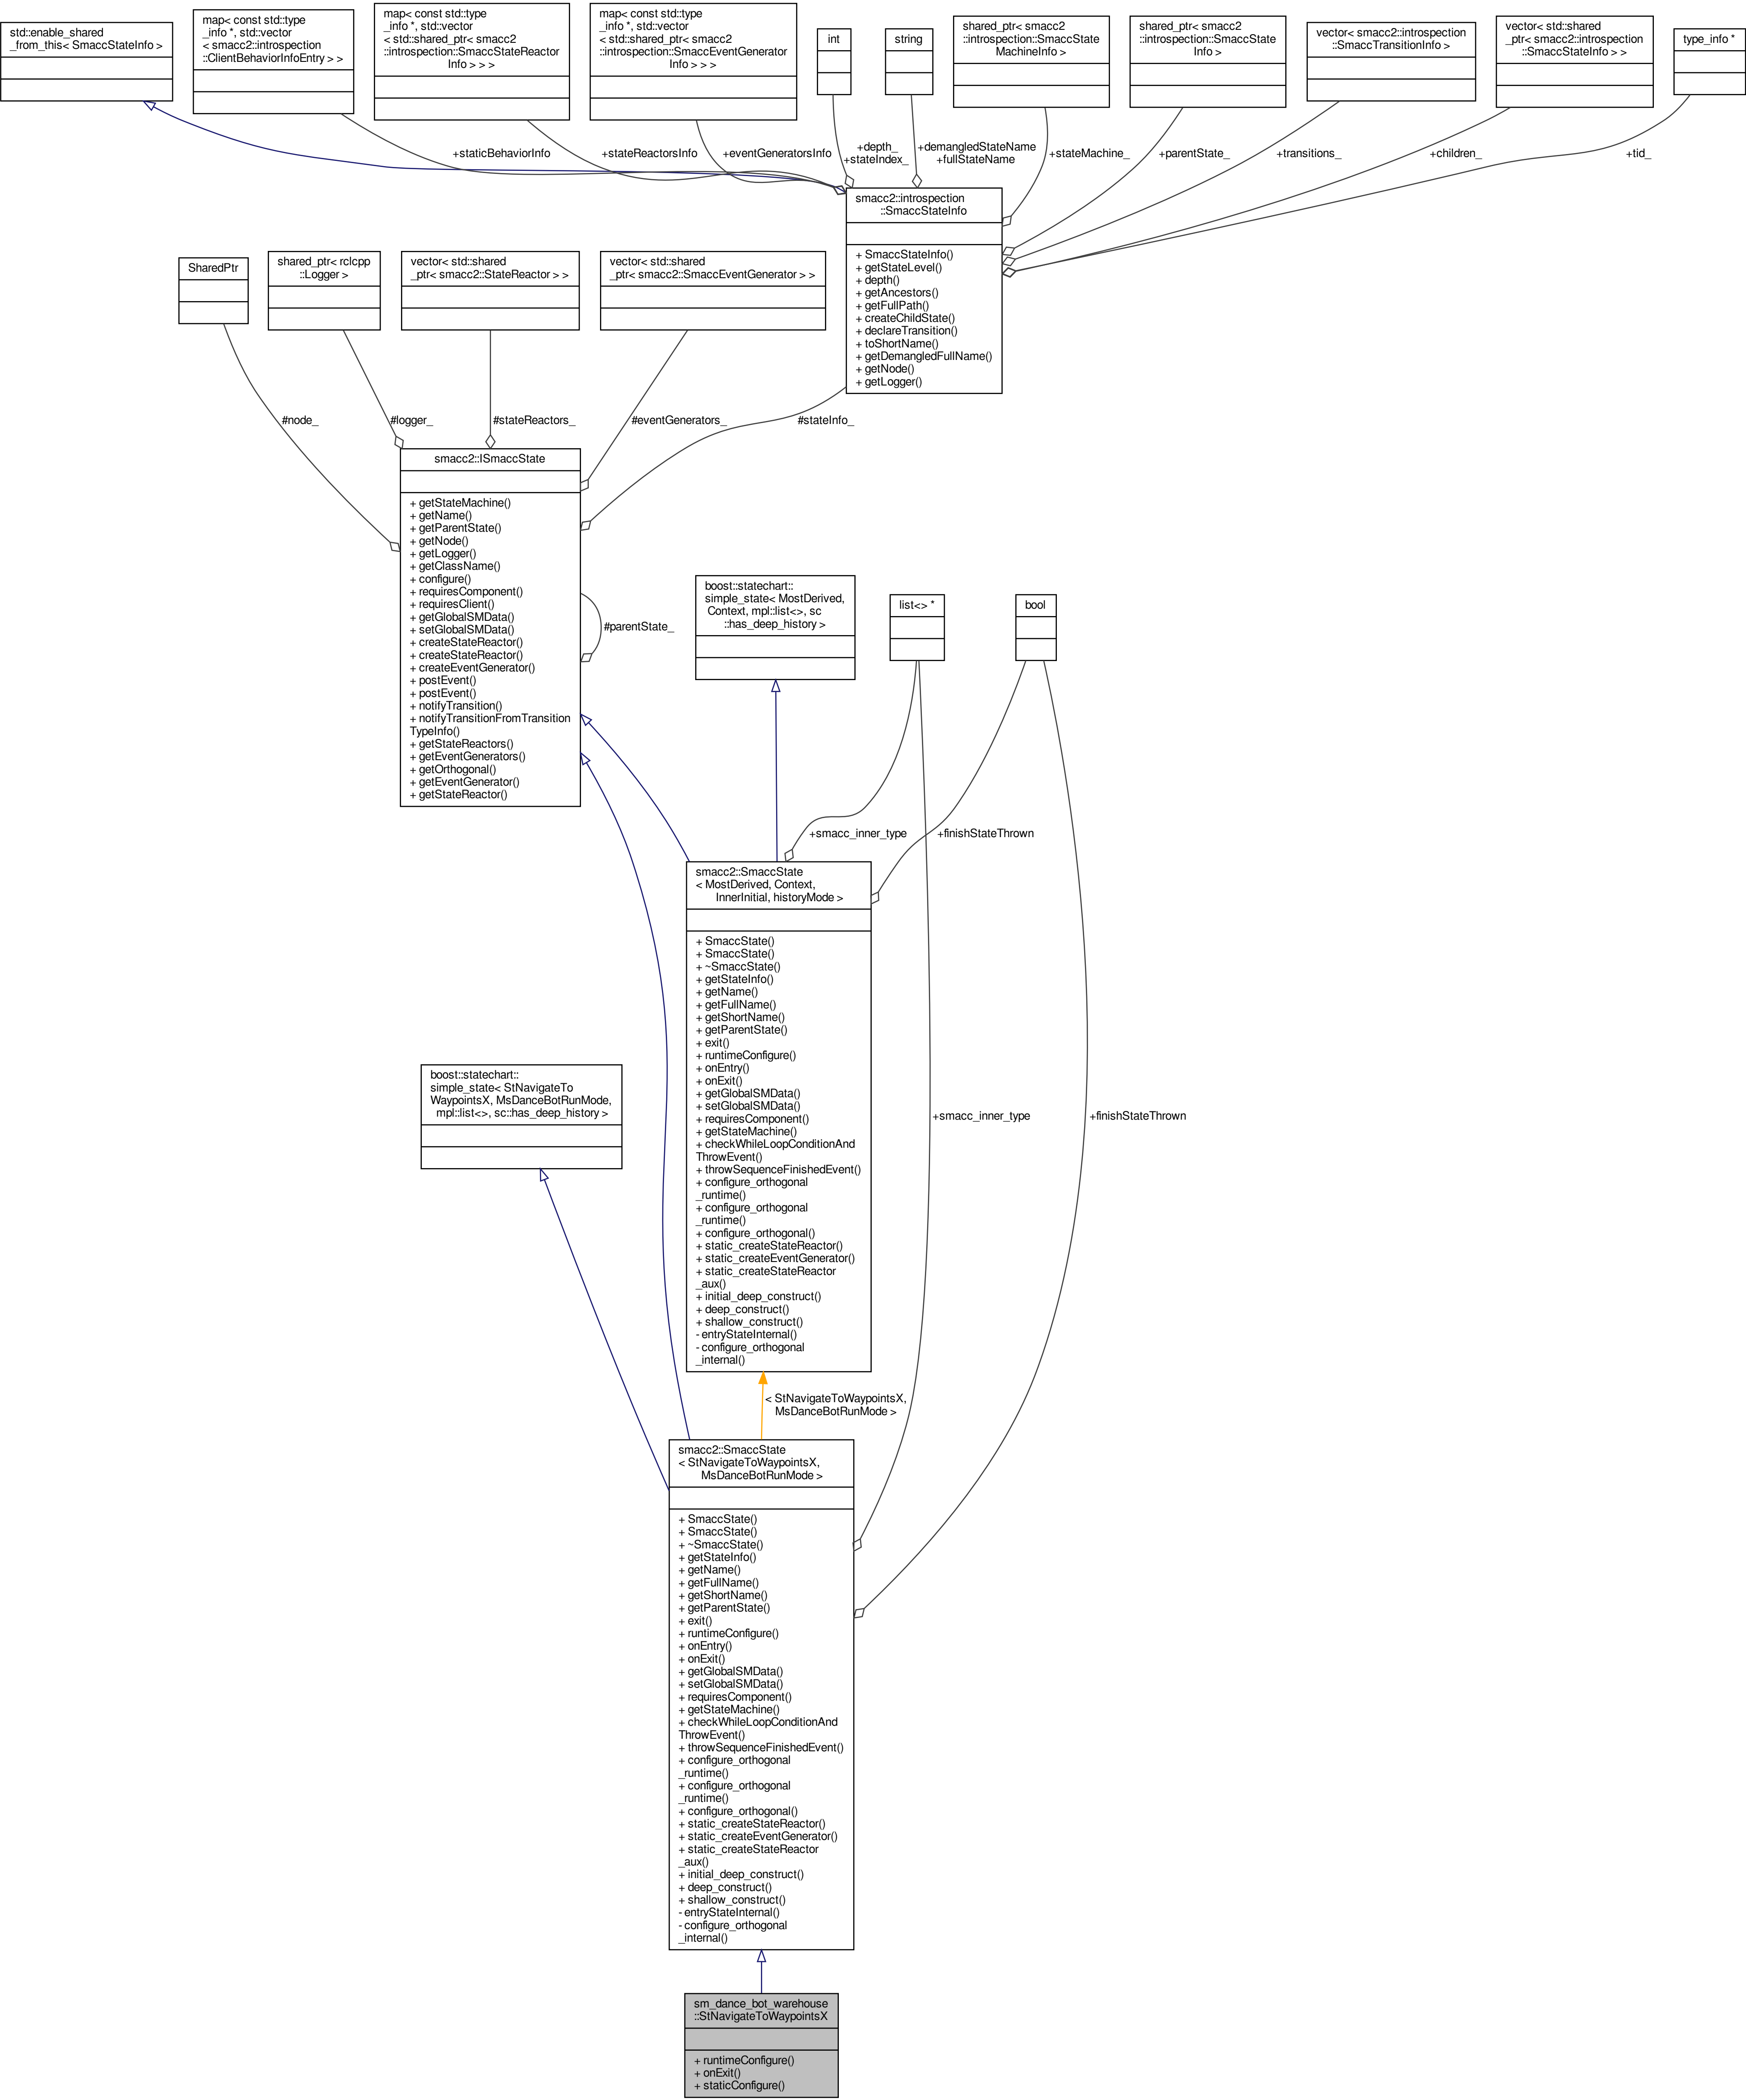 std::enable_shared
_from_this< SmaccStateInfo >
map< const std::type
_info *, std::vector
< smacc2::introspection
::ClientBehaviorInfoEntry > >
map< const std::type
_info *, std::vector
< std::shared_ptr< smacc2
::introspection::SmaccStateReactor
Info > > >
map< const std::type
_info *, std::vector
< std::shared_ptr< smacc2
::introspection::SmaccEventGenerator
Info > > >
int
string
shared_ptr< smacc2
::introspection::SmaccState
MachineInfo >
shared_ptr< smacc2
::introspection::SmaccState
Info >
vector< smacc2::introspection
::SmaccTransitionInfo >
vector< std::shared
_ptr< smacc2::introspection
::SmaccStateInfo > >
type_info *
+staticBehaviorInfo
+stateReactorsInfo
+eventGeneratorsInfo
+depth_
+stateIndex_
+demangledStateName
+fullStateName
+stateMachine_
+parentState_
+transitions_
+children_
+tid_
smacc2::introspection
::SmaccStateInfo
+ SmaccStateInfo()
+ getStateLevel()
+ depth()
+ getAncestors()
+ getFullPath()
+ createChildState()
+ declareTransition()
+ toShortName()
+ getDemangledFullName()
+ getNode()
+ getLogger()
SharedPtr
shared_ptr< rclcpp
::Logger >
vector< std::shared
_ptr< smacc2::StateReactor > >
vector< std::shared
_ptr< smacc2::SmaccEventGenerator > >
#node_
#logger_
#stateReactors_
#eventGenerators_
#stateInfo_
smacc2::ISmaccState
+ getStateMachine()
+ getName()
+ getParentState()
+ getNode()
+ getLogger()
+ getClassName()
+ configure()
+ requiresComponent()
+ requiresClient()
+ getGlobalSMData()
+ setGlobalSMData()
+ createStateReactor()
+ createStateReactor()
+ createEventGenerator()
+ postEvent()
+ postEvent()
+ notifyTransition()
+ notifyTransitionFromTransition
TypeInfo()
+ getStateReactors()
+ getEventGenerators()
+ getOrthogonal()
+ getEventGenerator()
+ getStateReactor()
#parentState_
boost::statechart::
simple_state< MostDerived,
Context, mpl::list<>, sc
::has_deep_history >
list<> *
bool
+smacc_inner_type
+finishStateThrown
smacc2::SmaccState
< MostDerived, Context,
InnerInitial, historyMode >
+ SmaccState()
+ SmaccState()
+ ~SmaccState()
+ getStateInfo()
+ getName()
+ getFullName()
+ getShortName()
+ getParentState()
+ exit()
+ runtimeConfigure()
+ onEntry()
+ onExit()
+ getGlobalSMData()
+ setGlobalSMData()
+ requiresComponent()
+ getStateMachine()
+ checkWhileLoopConditionAnd
ThrowEvent()
+ throwSequenceFinishedEvent()
+ configure_orthogonal
_runtime()
+ configure_orthogonal
_runtime()
+ configure_orthogonal()
+ static_createStateReactor()
+ static_createEventGenerator()
+ static_createStateReactor
_aux()
+ initial_deep_construct()
+ deep_construct()
+ shallow_construct()
- entryStateInternal()
- configure_orthogonal
_internal()
boost::statechart::
simple_state< StNavigateTo
WaypointsX, MsDanceBotRunMode,
mpl::list<>, sc::has_deep_history >
+smacc_inner_type
+finishStateThrown
< StNavigateToWaypointsX,
MsDanceBotRunMode >
smacc2::SmaccState
< StNavigateToWaypointsX,
MsDanceBotRunMode >
+ SmaccState()
+ SmaccState()
+ ~SmaccState()
+ getStateInfo()
+ getName()
+ getFullName()
+ getShortName()
+ getParentState()
+ exit()
+ runtimeConfigure()
+ onEntry()
+ onExit()
+ getGlobalSMData()
+ setGlobalSMData()
+ requiresComponent()
+ getStateMachine()
+ checkWhileLoopConditionAnd
ThrowEvent()
+ throwSequenceFinishedEvent()
+ configure_orthogonal
_runtime()
+ configure_orthogonal
_runtime()
+ configure_orthogonal()
+ static_createStateReactor()
+ static_createEventGenerator()
+ static_createStateReactor
_aux()
+ initial_deep_construct()
+ deep_construct()
+ shallow_construct()
- entryStateInternal()
- configure_orthogonal
_internal()
sm_dance_bot_warehouse
::StNavigateToWaypointsX
+ runtimeConfigure()
+ onExit()
+ staticConfigure()